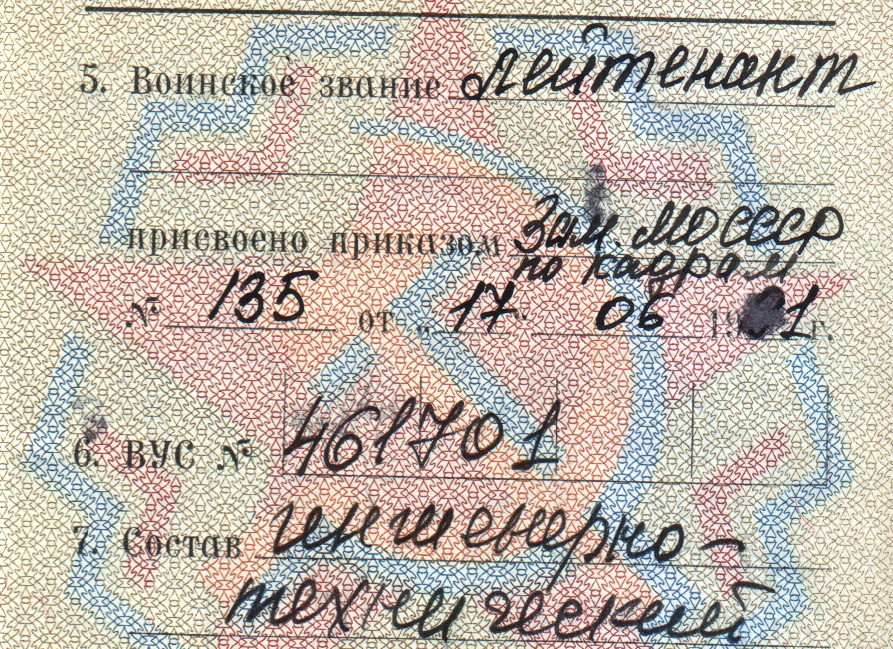 5. Воинское звание лейтенант
присвоено приказом Зам. МО СССР
по кадрам
№ 135 от „17" 06 19 1г.
6. ВУС № 461701
7. Состав инженерно-
технический